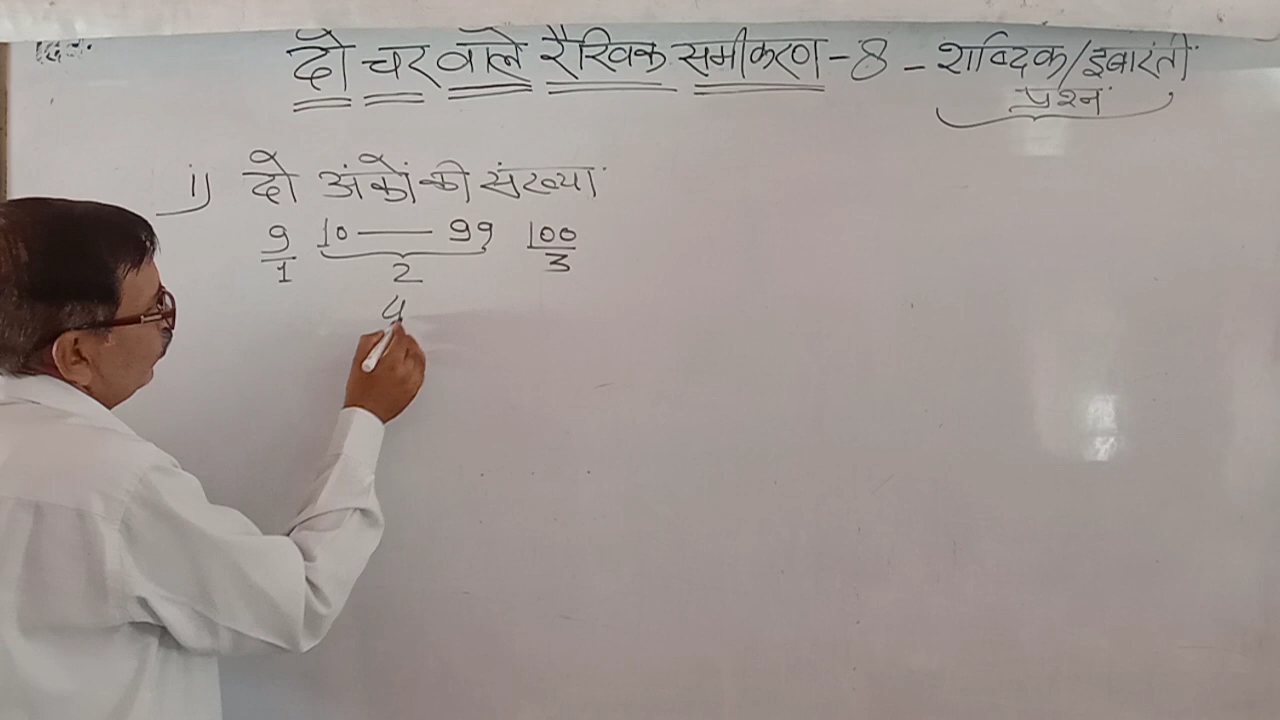 दो चर वाले रैखिक समीकरण - 8 - शाब्दिक/इबारती
प्रश्न
i) दो अंकों की संख्या
9 10 — 99 100
1 2 3
4